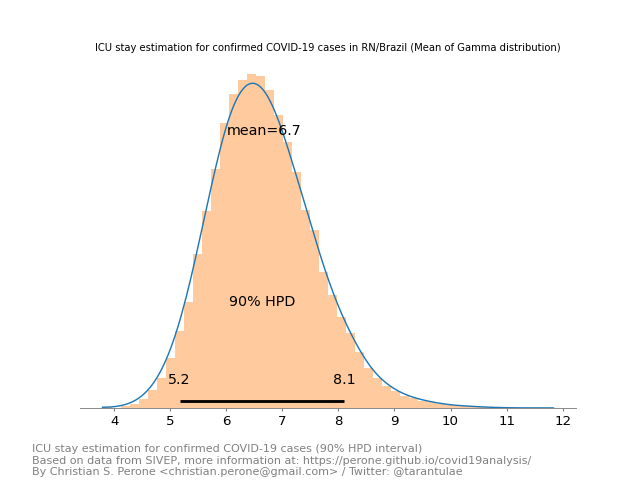 ICU stay estimation for confirmed COVID-19 cases in RN/Brazil (Mean of Gamma distribution)
mean=6.7
90% HPD
5.2 8.1
4 5 6 7 8 9 10 11 12
ICU stay estimation for confirmed COVID-19 cases (90% HPD interval)
Based on data from SIVEP, more information at: https://perone.github.io/covid19analysis/
By Christian S. Perone <christian.perone@gmail.com> / Twitter: @tarantulae